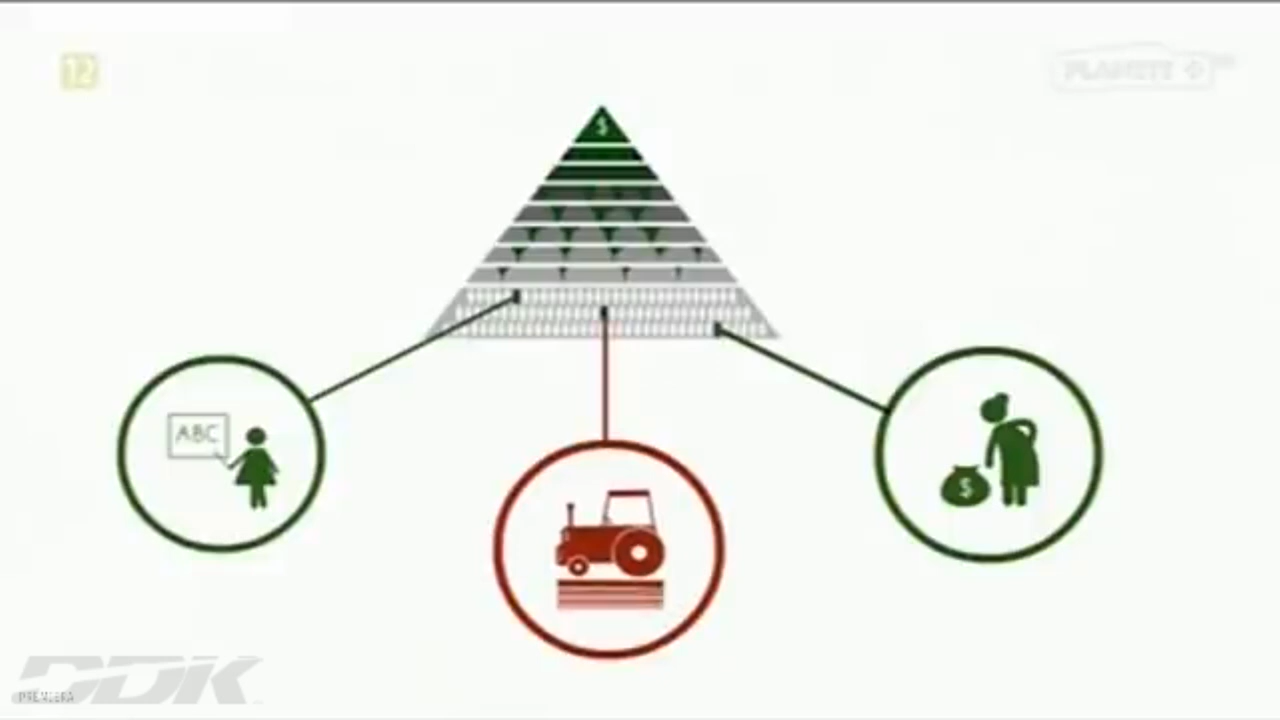 12
PLANETE +
$
ABC
$
DDK
PREMIERA